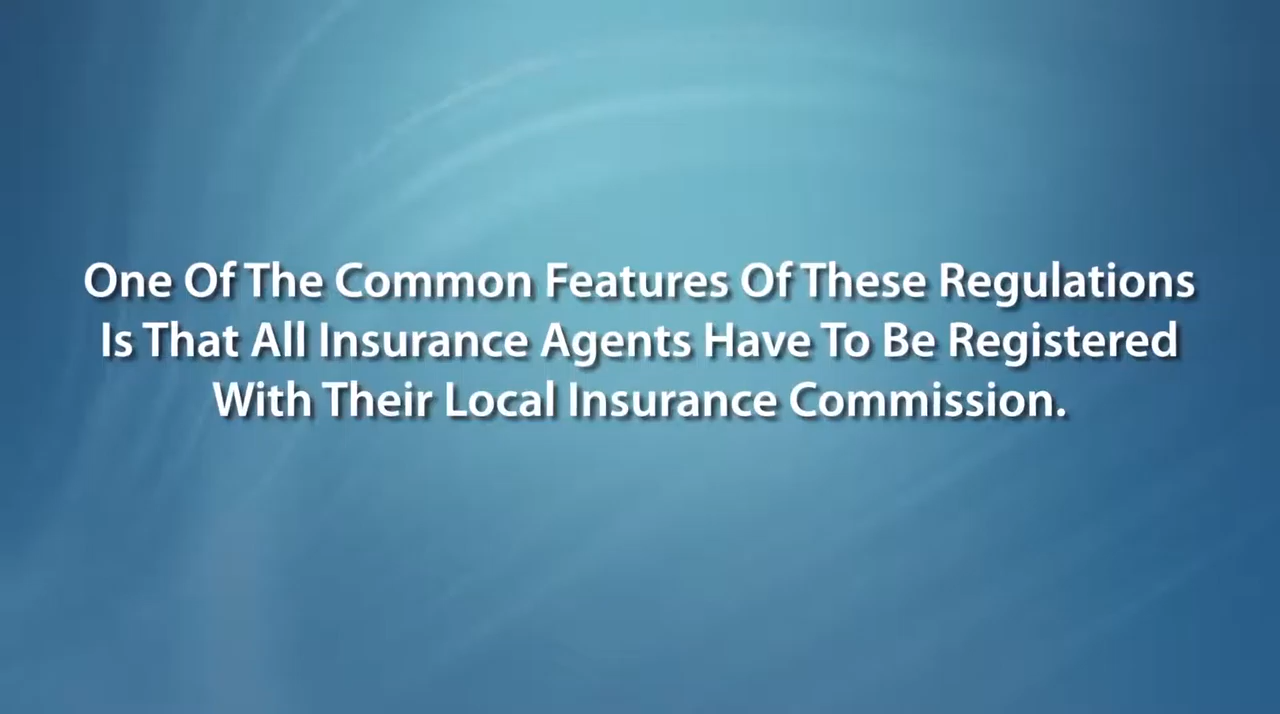 One Of The Common Features Of These Regulations
Is That All Insurance Agents Have To Be Registered
With Their Local Insurance Commission.